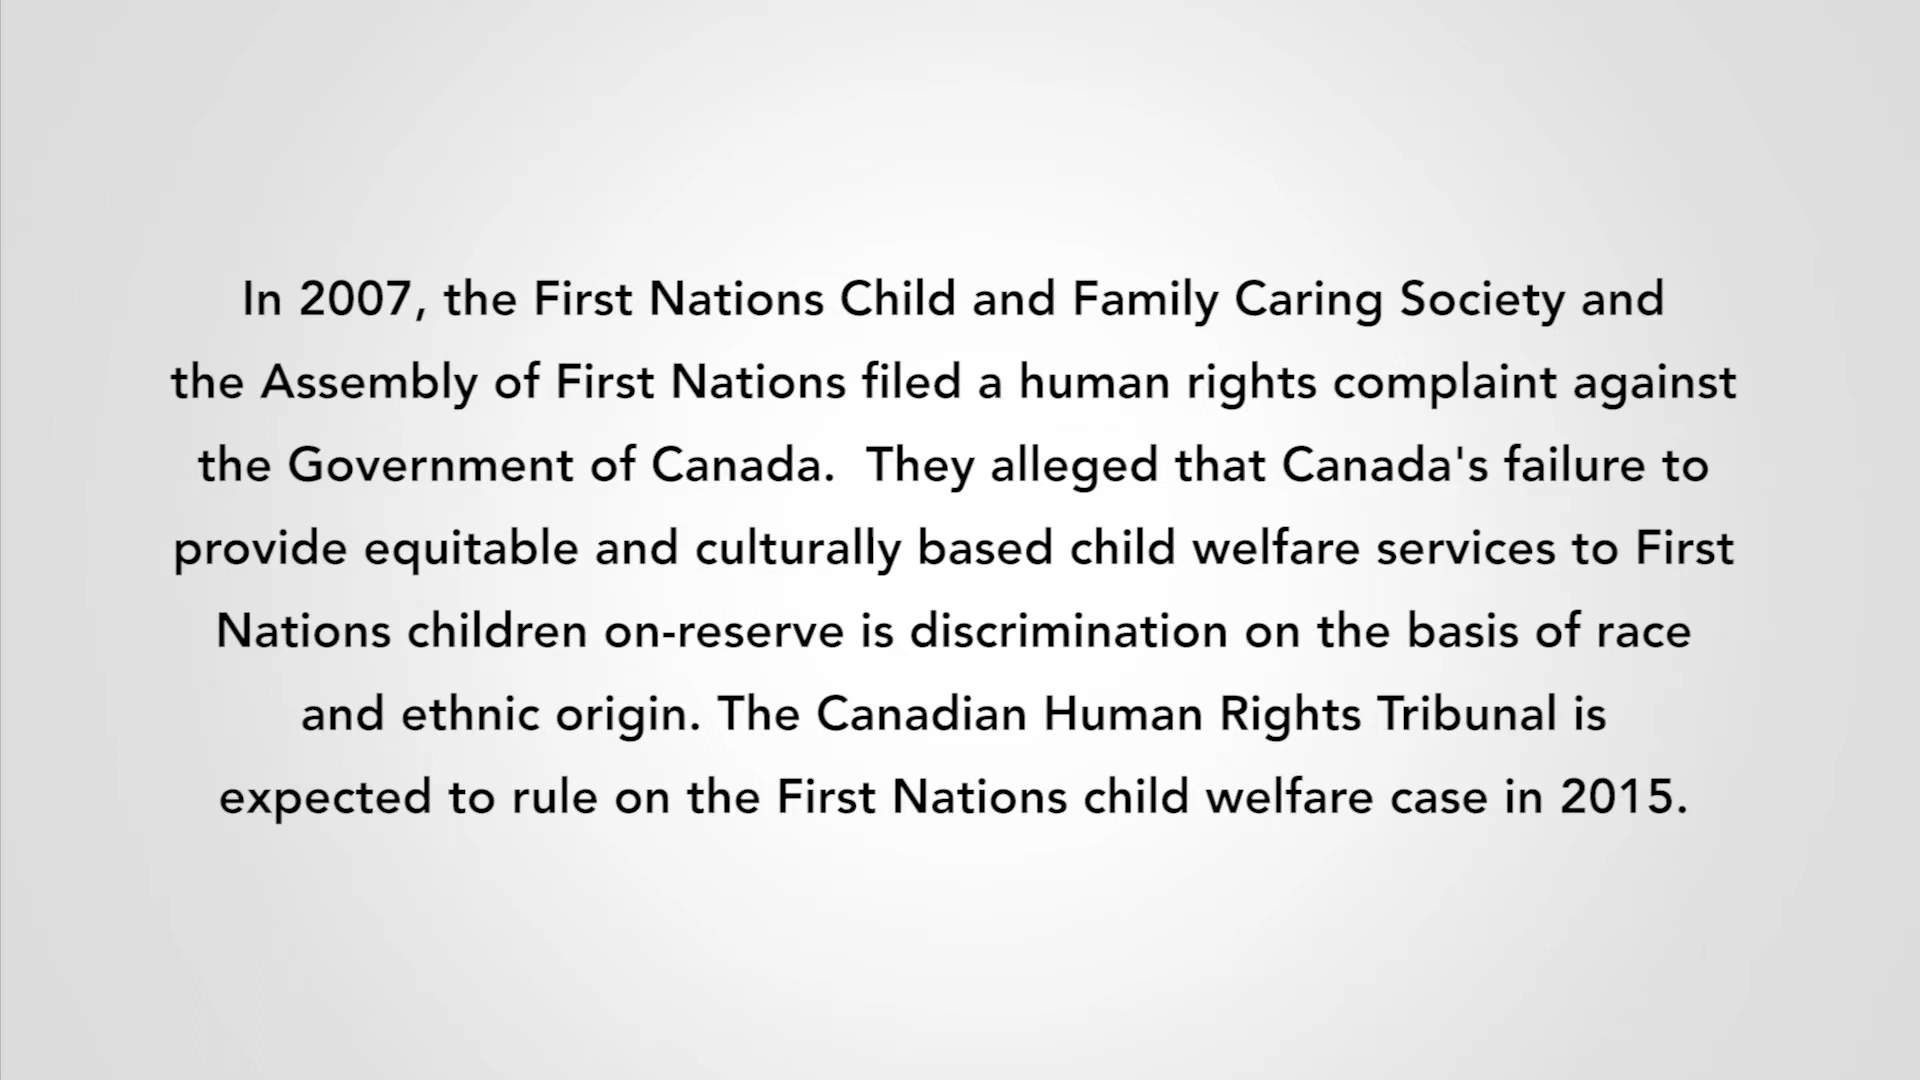 In 2007, the First Nations Child and Family Caring Society and
the Assembly of First Nations filed a human rights complaint against
the Government of Canada.  They alleged that Canada's failure to
provide equitable and culturally based child welfare services to First
Nations children on-reserve is discrimination on the basis of race
and ethnic origin. The Canadian Human Rights Tribunal is
expected to rule on the First Nations child welfare case in 2015.